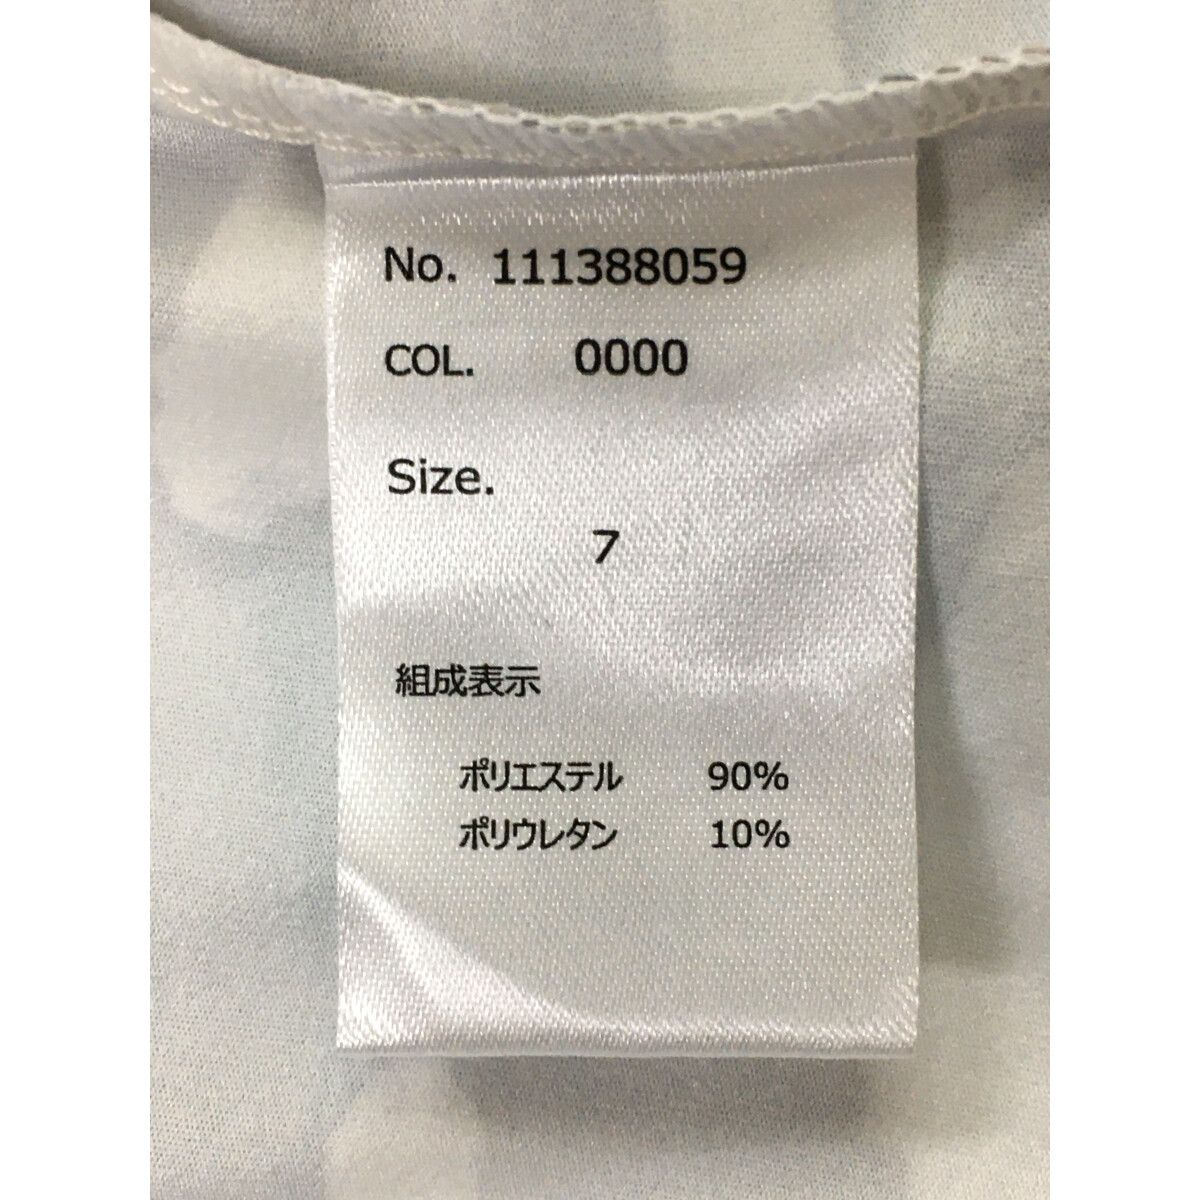 No. 111388059
COL. 0000
Size.
7
組成表示
ポリエステル 90%
ポリウレタン 10%